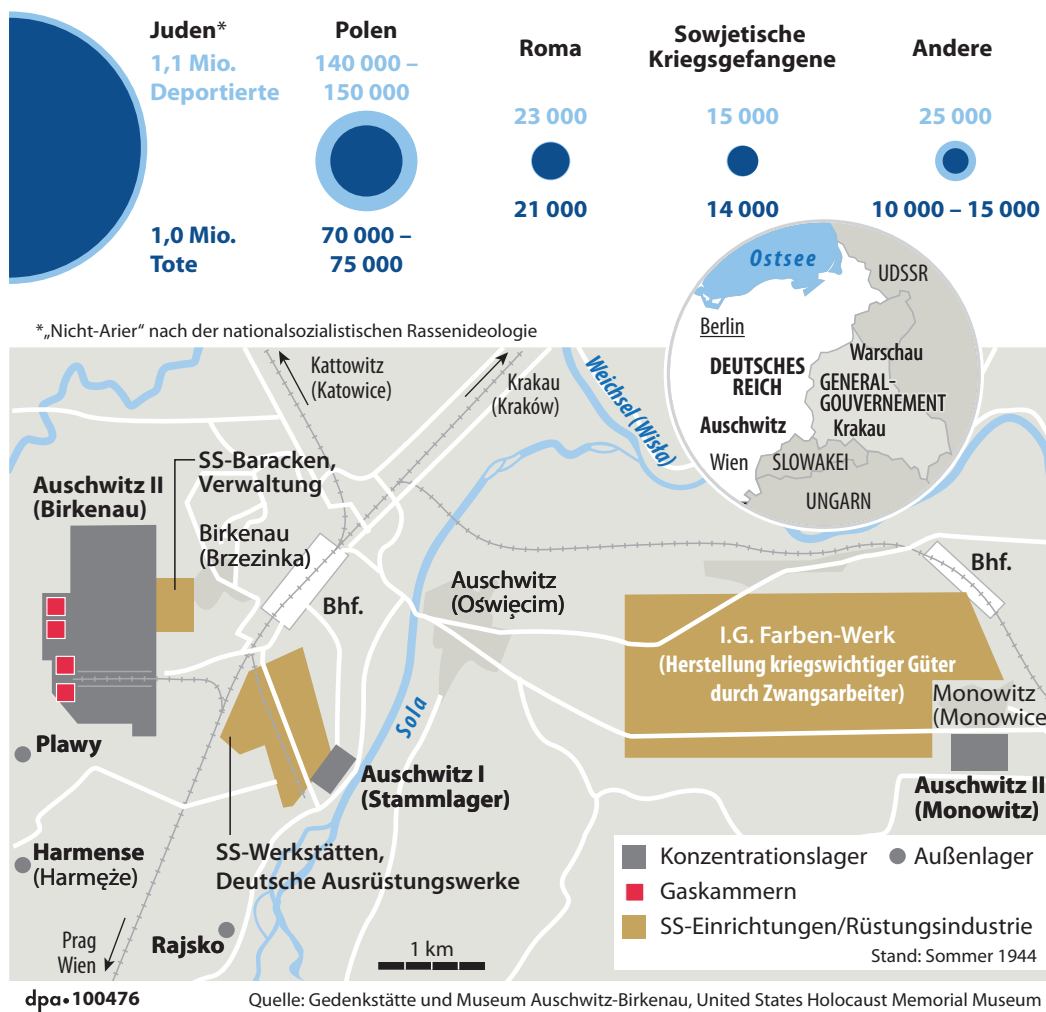 Juden*
1,1 Mio.
Deportierte
1,0 Mio.
Tote
Polen
140 000 –
150 000
70 000 –
75 000
Roma
23 000
21 000
Sowjetische
Kriegsgefangene
15 000
14 000
Andere
25 000
10 000 – 15 000
*„Nicht-Arier“ nach der nationalsozialistischen Rassenideologie
Ostsee
UDSSR
Berlin
Warschau
DEUTSCHES
REICH
GENERAL-
GOUVERNEMENT
Auschwitz
Krakau
Wien
SLOWAKEI
UNGARN
Kattowitz
(Katowice)
Krakau
(Kraków)
Weichsel (Wisła)
SS-Baracken,
Verwaltung
Auschwitz II
(Birkenau)
Birkenau
(Brzezinka)
Bhf.
Auschwitz
(Oświęcim)
Bhf.
I.G. Farben-Werk
(Herstellung kriegswichtiger Güter
durch Zwangsarbeiter)
Monowitz
(Monowice
Sola
Plawy
Auschwitz I
(Stammlager)
Auschwitz II
(Monowitz)
Harmense
(Harmęże)
SS-Werkstätten,
Deutsche Ausrüstungswerke
Prag
Wien
Rajsko
1 km
Konzentrationslager
Außenlager
Gaskammern
SS-Einrichtungen/Rüstungsindustrie
Stand: Sommer 1944
dpa•100476
Quelle: Gedenkstätte und Museum Auschwitz-Birkenau, United States Holocaust Memorial Museum